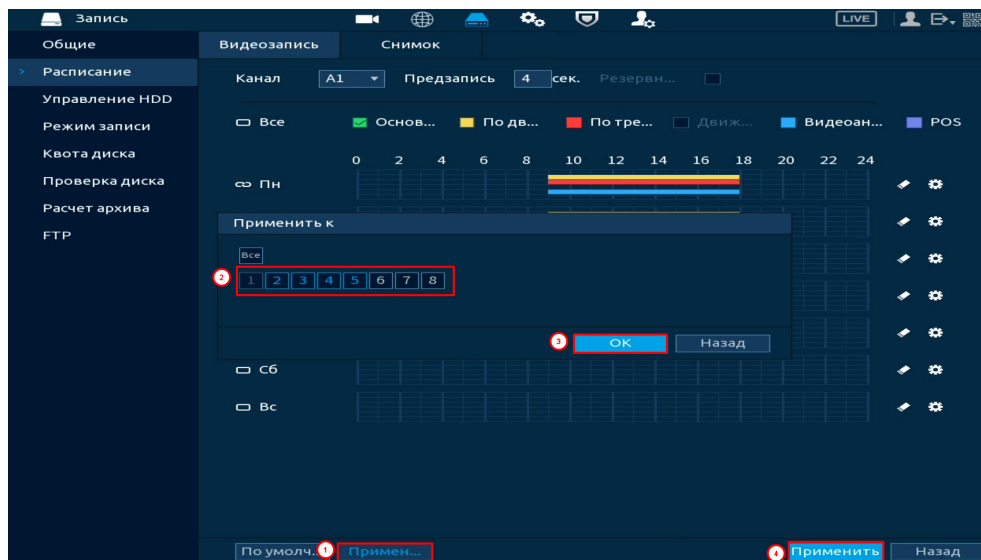 Запись LIVE
Общие Видеозапись Снимок
Расписание Канал A1 Предзапись 4 сек. Резервн...
Управление HDD
Режим записи Все Основ... По дв... По тре... Движ... Видеоан... POS
Квота диска
0 2 4 6 8 10 12 14 16 18 20 22 24
Проверка диска Пн
Расчет архива
FTP Применить к
Все
2 1 2 3 4 5 6 7 8
3 OK Назад
Сб
Вс
По умолч... 1 Примен... 4 Применить Назад